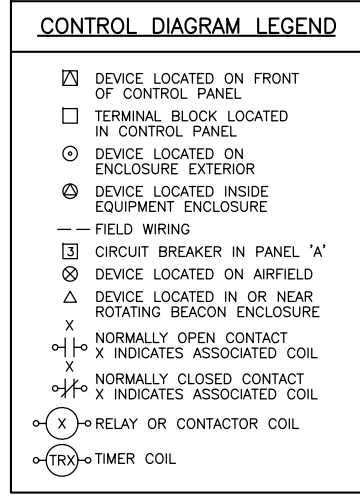 CONTROL DIAGRAM LEGEND
DEVICE LOCATED ON FRONT
OF CONTROL PANEL
TERMINAL BLOCK LOCATED
IN CONTROL PANEL
DEVICE LOCATED ON
ENCLOSURE EXTERIOR
DEVICE LOCATED INSIDE
EQUIPMENT ENCLOSURE
FIELD WIRING
3 CIRCUIT BREAKER IN PANEL 'A'
DEVICE LOCATED ON AIRFIELD
DEVICE LOCATED IN OR NEAR
ROTATING BEACON ENCLOSURE
X
NORMALLY OPEN CONTACT
X INDICATES ASSOCIATED COIL
X
NORMALLY CLOSED CONTACT
X INDICATES ASSOCIATED COIL
X RELAY OR CONTACTOR COIL
TRX TIMER COIL